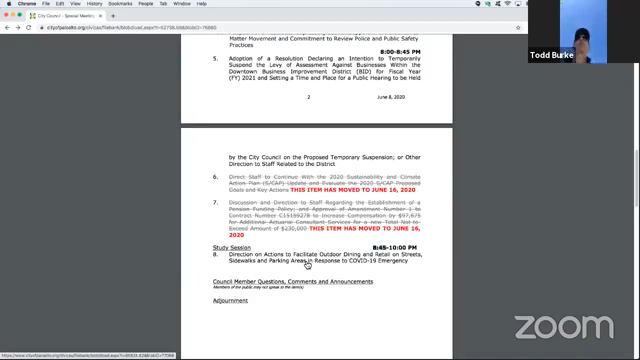 Chrome File Edit View History Bookmarks People Tab Window Help
City Council - Special Meeting
Matter Movement and Commitment to Review Police and Public Safety
Practices
8:00-8:45 PM
5. Adoption of a Resolution Declaring an Intention to Temporarily
Suspend the Levy of Assessment Against Businesses Within the
Downtown Business Improvement District (BID) for Fiscal Year
(FY) 2021 and Setting a Time and Place for a Public Hearing to be Held
2 June 8, 2020
by the City Council on the Proposed Temporary Suspension; or Other
Direction to Staff Related to the District
6. Direct Staff to Continue With the 2020 Sustainability and Climate
Action Plan (S/CAP) Update and Evaluate the 2020 S/CAP Proposed
Goals and Key Actions THIS ITEM HAS MOVED TO JUNE 16, 2020
7. Discussion and Direction to Staff Regarding the Establishment of a
Pension Funding Policy; and Approval of Amendment Number 1 to
Contract Number C15159278 to Increase Compensation by $97,675
for Additional Actuarial Consultant Services for a new Total Not-to-
Exceed Amount of $230,000 THIS ITEM HAS MOVED TO JUNE 16,
2020
Study Session 8:45-10:00 PM
8. Direction on Actions to Facilitate Outdoor Dining and Retail on Streets,
Sidewalks and Parking Areas in Response to COVID-19 Emergency
Council Member Questions, Comments and Announcements
Members of the public may not speak to the item(s)
Adjournment
Todd Burke
zoom